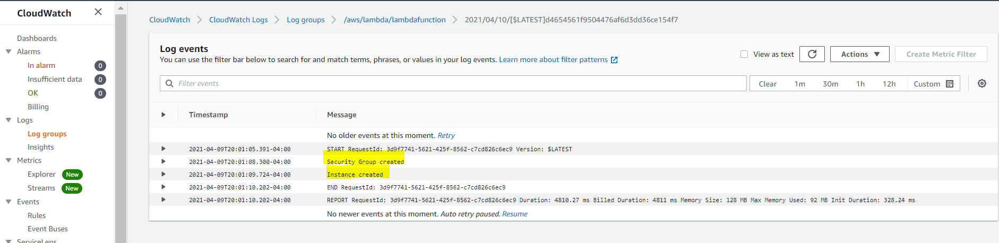 CloudWatch
Dashboards
Alarms
In alarm 0
Insufficient data 0
OK 0
Billing
Logs
Log groups
Insights
Metrics
Explorer New
Streams New
Events
Rules
Event Buses
ServiceLens
CloudWatch CloudWatch Logs Log groups /aws/lambda/lambdafunction 2021/04/10/[$LATEST]d4654561f9504476af6d3dd36ce154f7
Log events
You can use the filter bar below to search for and match terms, phrases, or values in your log events. Learn more about filter patterns
View as text Actions Create Metric Filter
Filter events
Clear 1m 30m 1h 12h Custom
Timestamp Message
No older events at this moment. Retry
2021-04-09T20:01:05.391-04:00 START RequestId: 3d9f7741-5621-425f-8562-c7cd826c6ec9 Version: $LATEST
2021-04-09T20:01:08.300-04:00 Security Group created
2021-04-09T20:01:09.724-04:00 Instance created
2021-04-09T20:01:10.202-04:00 END RequestId: 3d9f7741-5621-425f-8562-c7cd826c6ec9
2021-04-09T20:01:10.202-04:00 REPORT RequestId: 3d9f7741-5621-425f-8562-c7cd826c6ec9 Duration: 4810.27 ms Billed Duration: 4811 ms Memory Size: 128 MB Max Memory Used: 92 MB Init Duration: 328.24 ms
No newer events at this moment. Auto retry paused. Resume